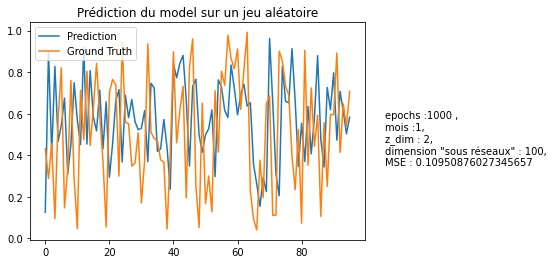 Prédiction du model sur un jeu aléatoire
Prediction
Ground Truth
1.0
0.8
0.6
0.4
0.2
0.0
0 20 40 60 80
epochs :1000 ,
mois :1,
z_dim : 2,
dimension "sous réseaux" : 100,
MSE : 0.10950876027345657